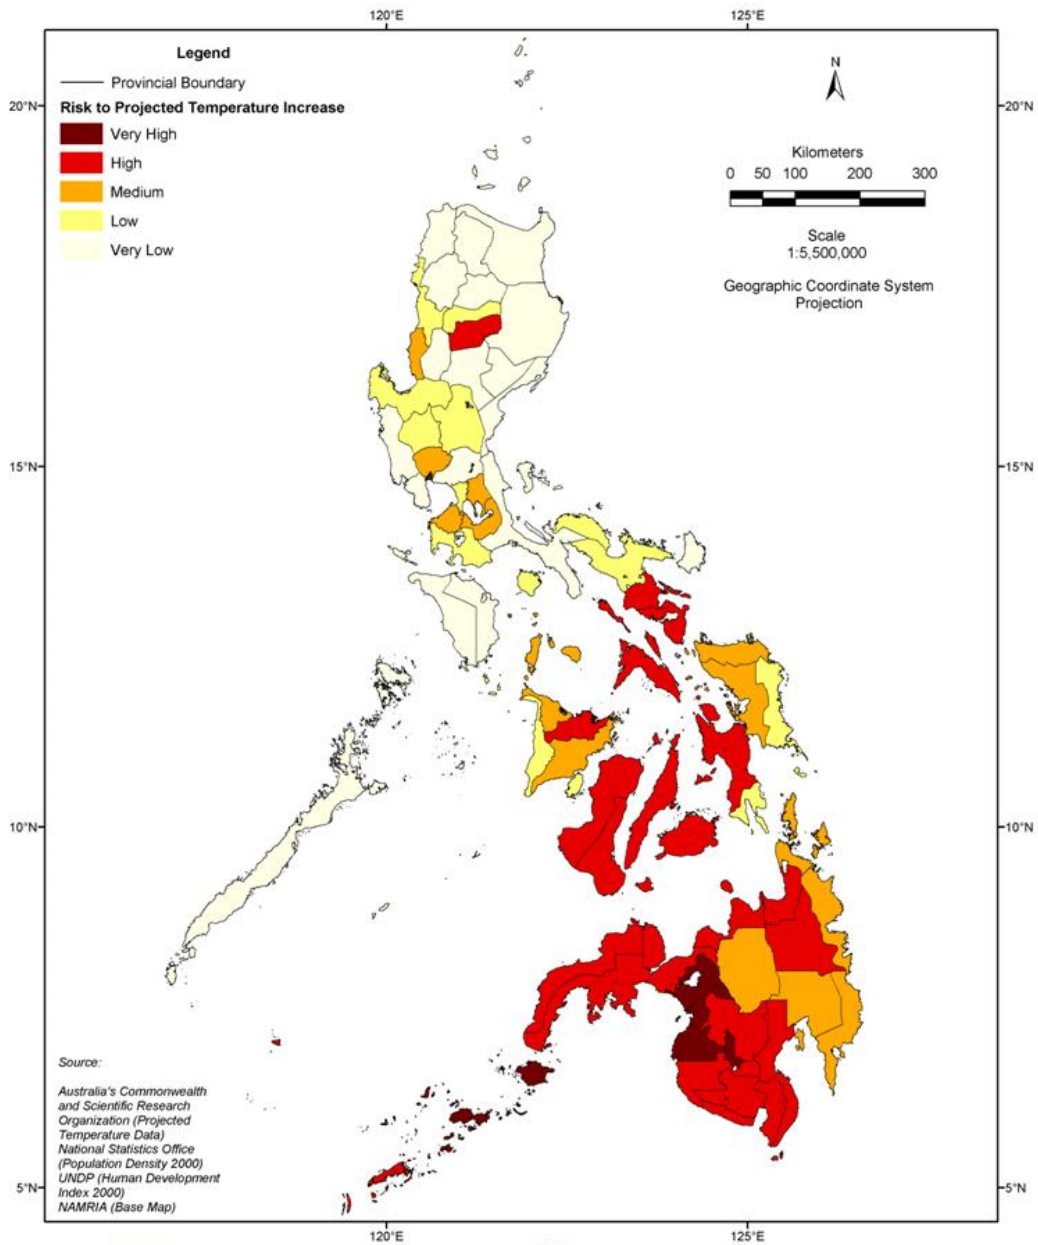 120°E 125°E
Legend
Provincial Boundary
Risk to Projected Temperature Increase
Very High
High
Medium
Low
Very Low
N
Kilometers
0 50 100 200 300
Scale
1:5,500,000
Geographic Coordinate System
Projection
20°N 20°N
15°N 15°N
10°N 10°N
5°N 5°N
Source:
Australia's Commonwealth
and Scientific Research
Organization (Projected
Temperature Data)
National Statistics Office
(Population Density 2000)
UNDP (Human Development
Index 2000)
NAMRIA (Base Map)
120°E 125°E